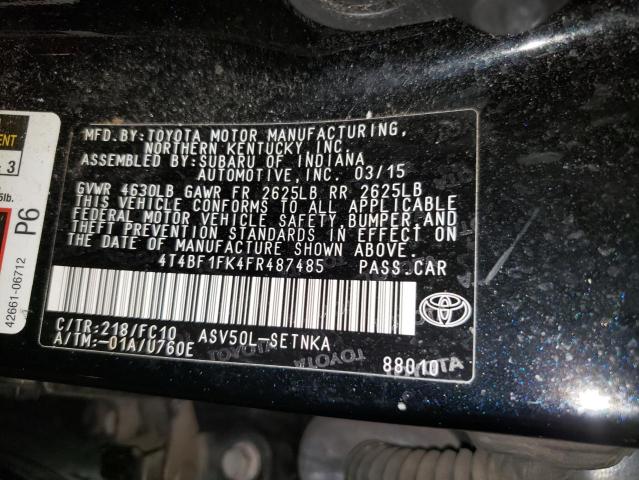 MFD.BY:TOYOTA MOTOR MANUFACTURING,
NORTHERN KENTUCKY, INC.
ASSEMBLED BY:SUBARU OF INDIANA
AUTOMOTIVE, INC. 03/15
GVWR 4630LB GAWR FR 2625LB RR 2625LB
THIS VEHICLE CONFORMS TO ALL APPLICABLE
FEDERAL MOTOR VEHICLE SAFETY, BUMPER, AND
THEFT PREVENTION STANDARDS IN EFFECT ON
THE DATE OF MANUFACTURE SHOWN ABOVE.
4T4BF1FK4FR487485 PASS.CAR
C/TR:218/FC10 ASV50L-SETNKA
A/TM:-01A/U760E
88010
TOYOTA
3
P6
42661-06712